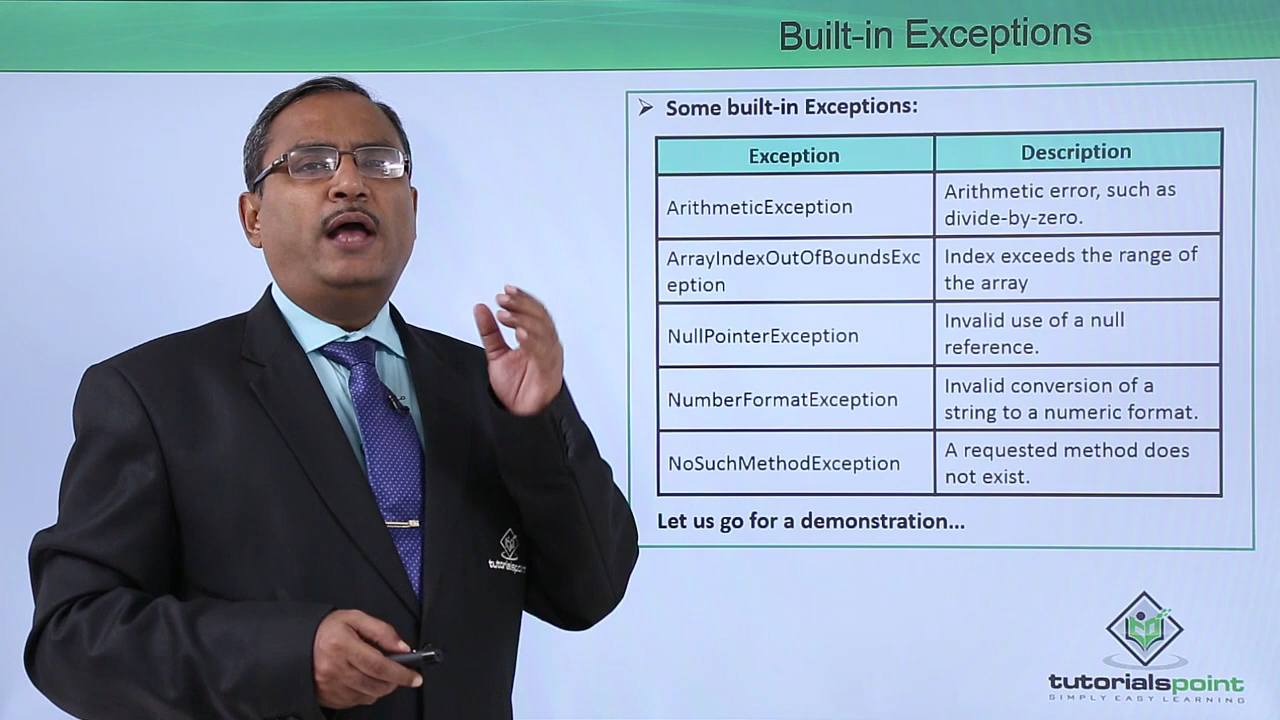 Built-in Exceptions
➢ Some built-in Exceptions:
Exception
Description
ArithmeticException
Arithmetic error, such as
divide-by-zero.
ArrayIndexOutOfBoundsExc
eption
Index exceeds the range of
the array
NullPointerException
Invalid use of a null
reference.
NumberFormatException
Invalid conversion of a
string to a numeric format.
NoSuchMethodException
A requested method does
not exist.
Let us go for a demonstration...
tutorialspoint
tutorialspoint
SIMPLY EASY LEARNING